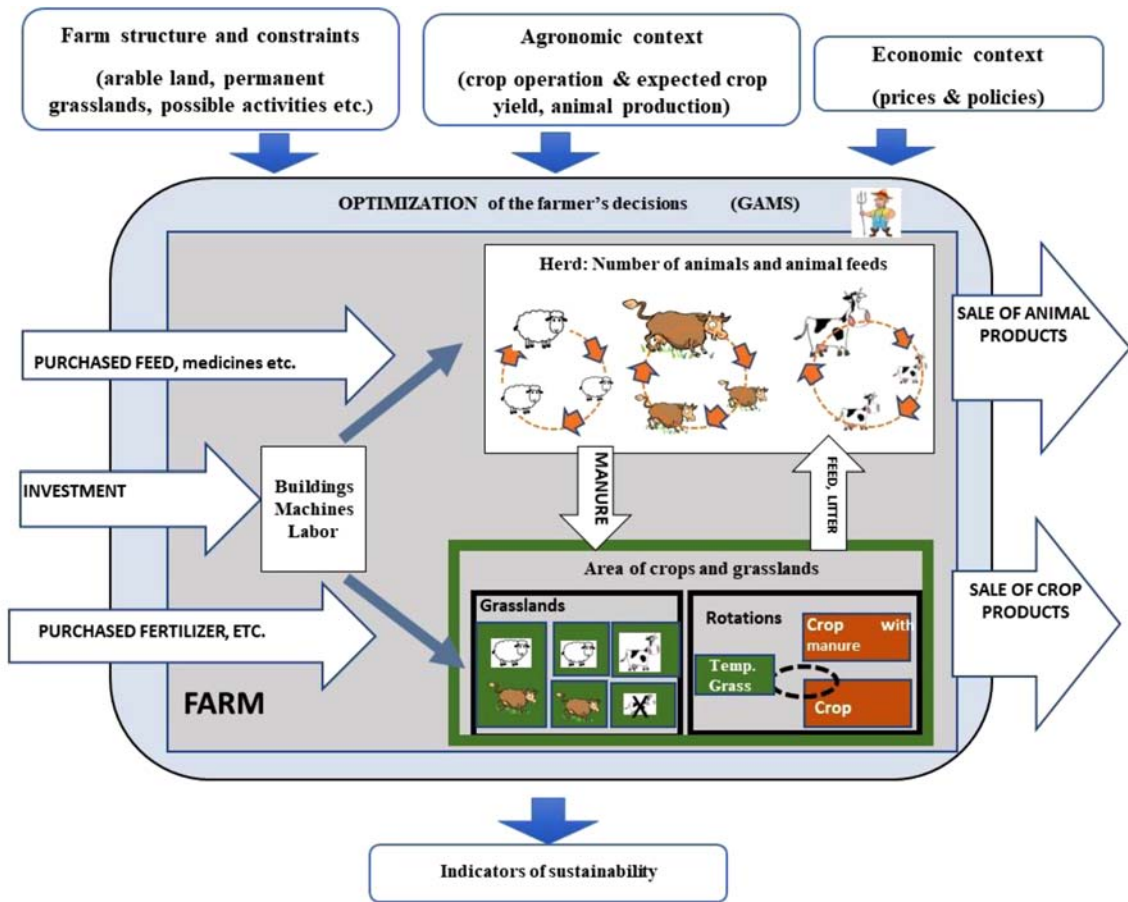 Farm structure and constraints
(arable land, permanent
grasslands, possible activities etc.)
Agronomic context
(crop operation & expected crop
yield, animal production)
Economic context
(prices & policies)
OPTIMIZATION of the farmer's decisions (GAMS)
Herd: Number of animals and animal feeds
PURCHASED FEED, medicines etc.
INVESTMENT
Buildings
Machines
Labor
PURCHASED FERTILIZER, ETC.
FARM
MANURE
FEED, LITTER
Area of crops and grasslands
Grasslands
X
Rotations
Temp.
Grass
Crop with
manure
Crop
SALE OF ANIMAL
PRODUCTS
SALE OF CROP
PRODUCTS
Indicators of sustainability